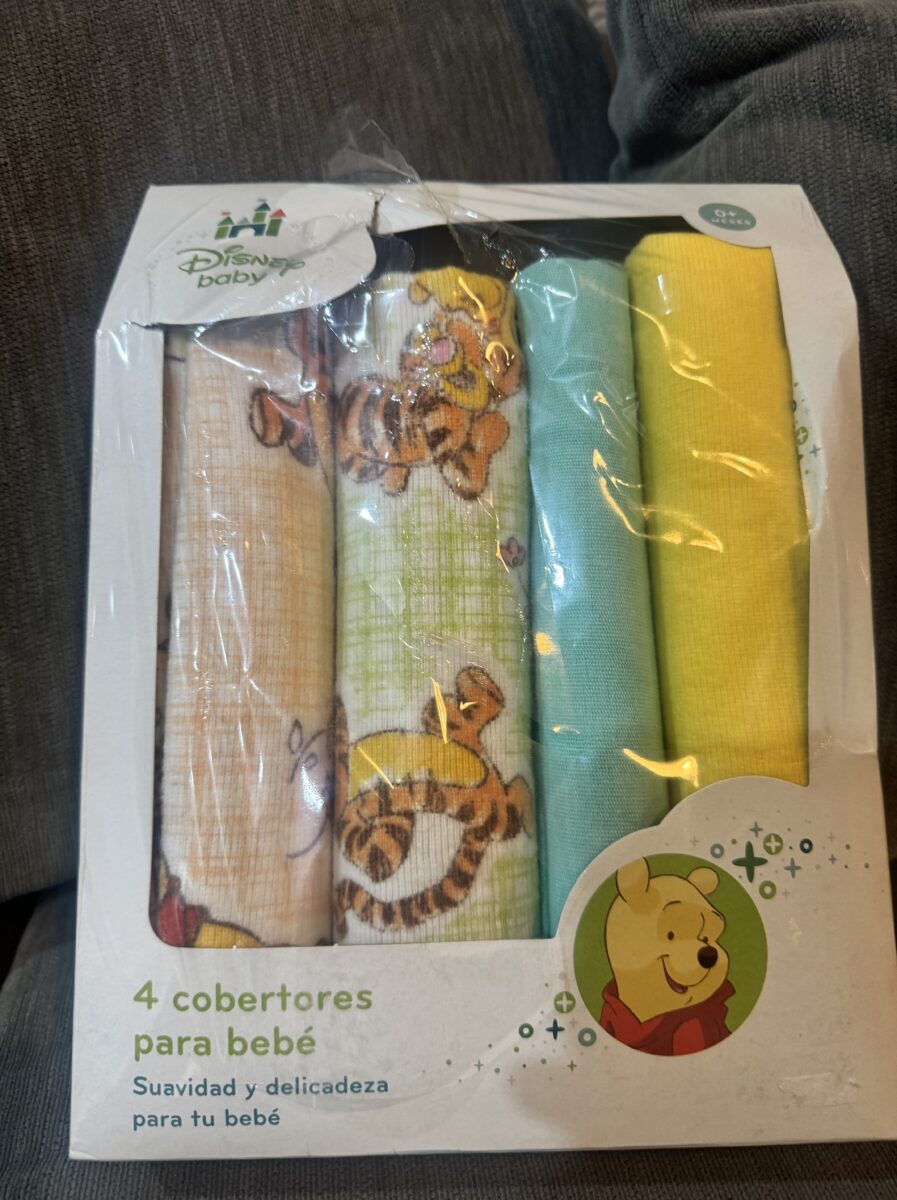 Disney
baby
0+
MESES
4 cobertores
para bebé
Suavidad y delicadeza
para tu bebé